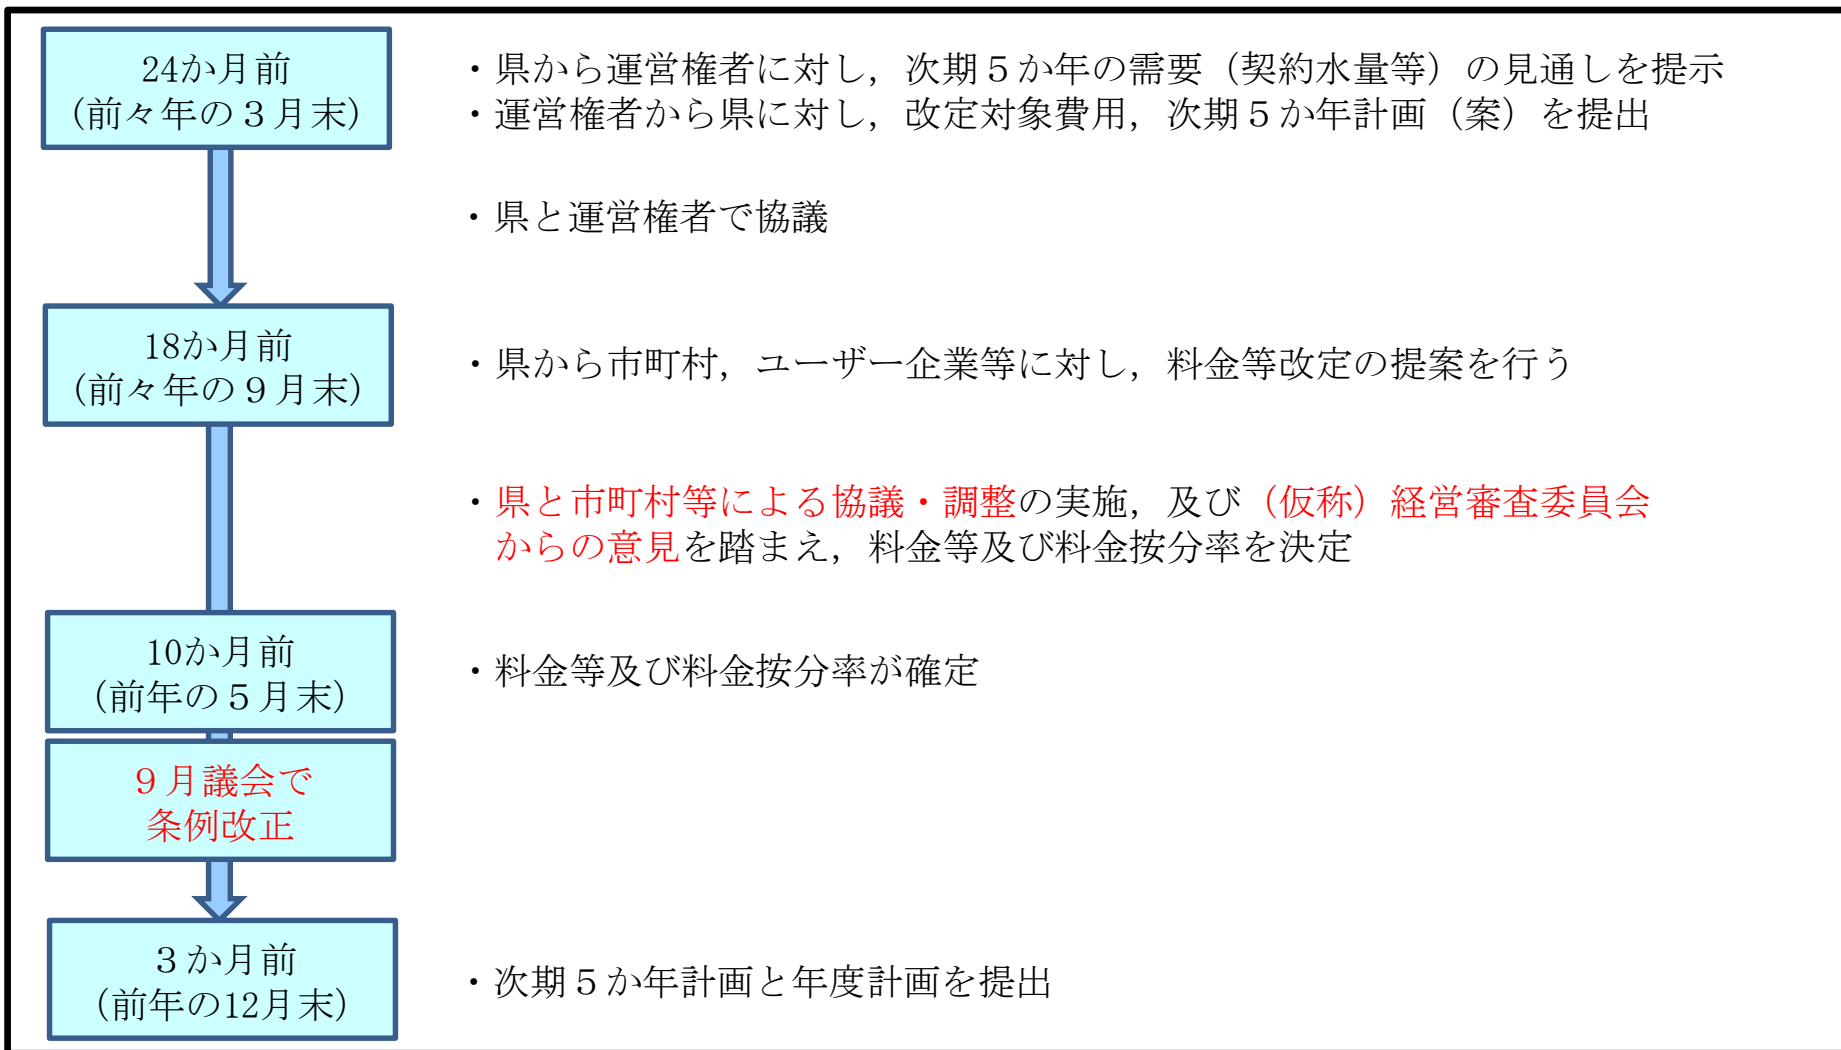 24か月前
（前々年の３月末）
・県から運営権者に対し，次期５か年の需要（契約水量等）の見通しを提示
・運営権者から県に対し，改定対象費用，次期５か年計画（案）を提出
・県と運営権者で協議
18か月前
（前々年の９月末）
・県から市町村，ユーザー企業等に対し，料金等改定の提案を行う
・県と市町村等による協議・調整の実施，及び（仮称）経営審査委員会
からの意見を踏まえ，料金等及び料金按分率を決定
10か月前
（前年の５月末）
・料金等及び料金按分率が確定
９月議会で
条例改正
３か月前
（前年の12月末）
・次期５か年計画と年度計画を提出